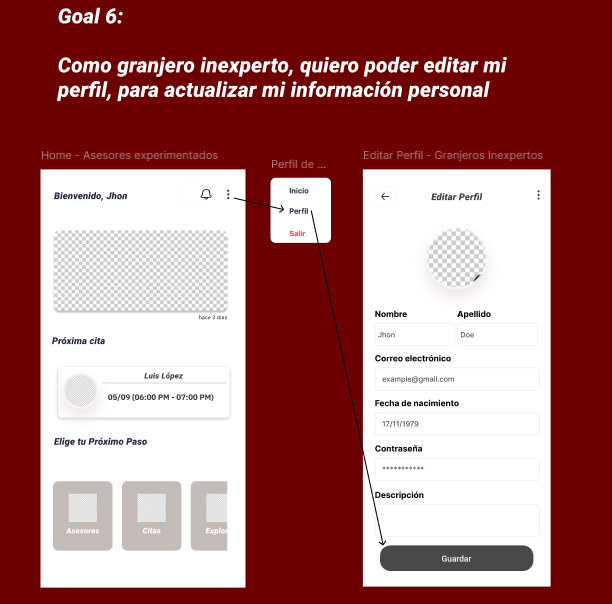 Goal 6:
Como granjero inexperto, quiero poder editar mi
perfil, para actualizar mi información personal
Home - Asesores experimentados
Bienvenido, Jhon
hace 3 días
Próxima cita
Luis López
05/09 (06:00 PM - 07:00 PM)
Elige tu Próximo Paso
Asesores
Citas
Explor
Perfil de ...
Inicio
Perfil
Salir
Editar Perfil - Granjeros Inexpertos
Editar Perfil
Nombre Apellido
Jhon Doe
Correo electrónico
example@gmail.com
Fecha de nacimiento
17/11/1979
Contraseña
***********
Descripción
Guardar